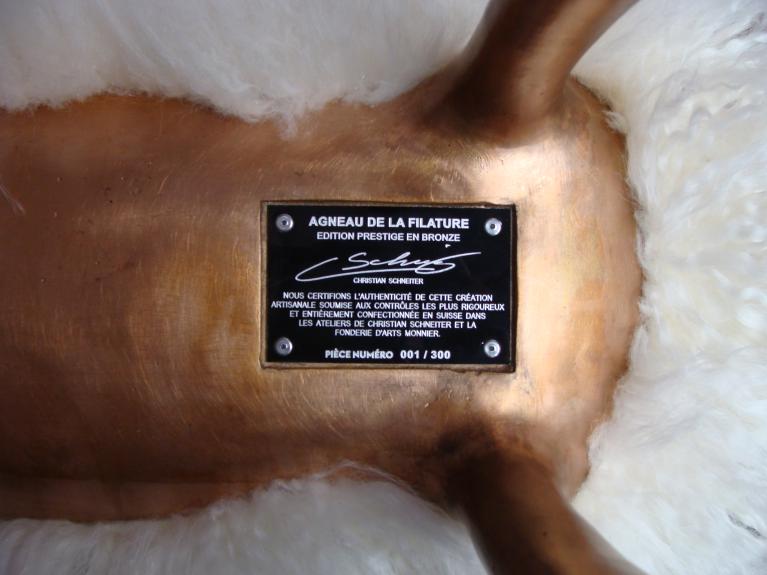 AGNEAU DE LA FILATURE
EDITION PRESTIGE EN BRONZE
CHRISTIAN SCHNEITER
NOUS CERTIFIONS L'AUTHENTICITÉ DE CETTE CRÉATION
ARTISANALE SOUMISE AUX CONTRÔLES LES PLUS RIGOUREUX
ET ENTIÈREMENT CONFECTIONNÉE EN SUISSE DANS
LES ATELIERS DE CHRISTIAN SCHNEITER ET LA
FONDERIE D'ARTS MONNIER.
PIÈCE NUMÉRO 001 / 300